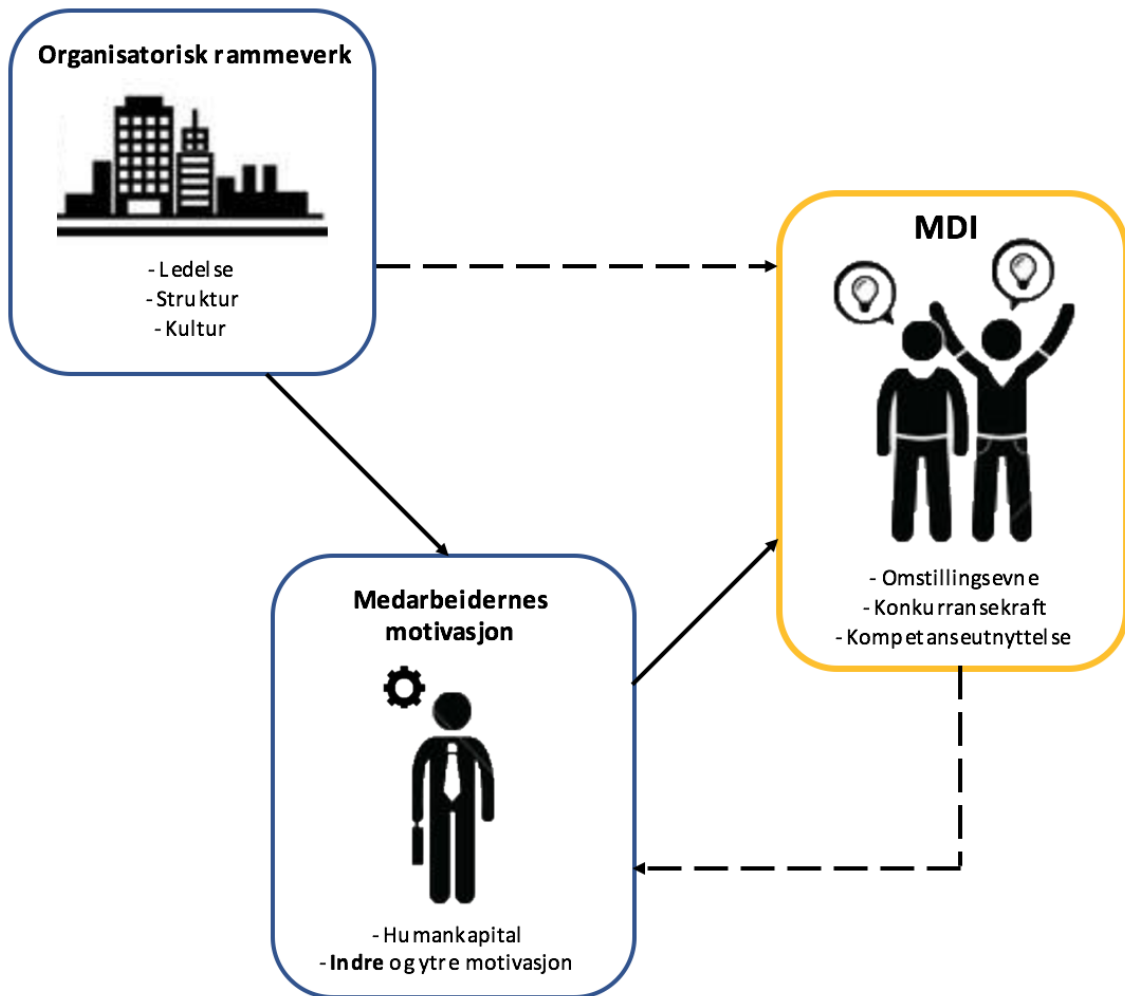 Organisatorisk rammeverk
- Ledelse
- Struktur
- Kultur
MDI
- Omstillingsevne
- Konkurransekraft
- Kompetanseutnyttelse
Medarbeidernes
motivasjon
- Humankapital
- Indre og ytre motivasjon